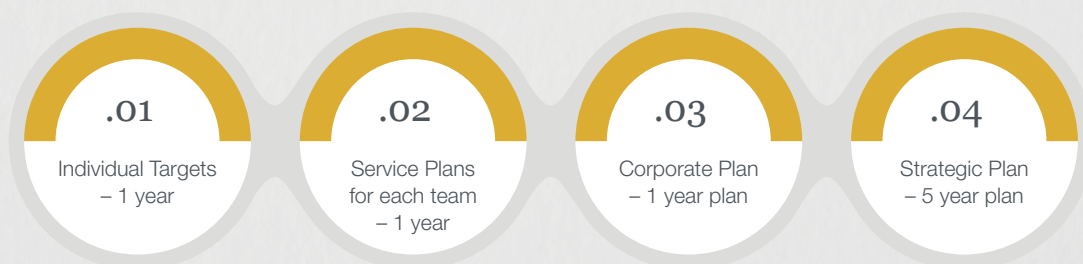 .01
Individual Targets
– 1 year
.02
Service Plans
for each team
– 1 year
.03
Corporate Plan
– 1 year plan
.04
Strategic Plan
– 5 year plan